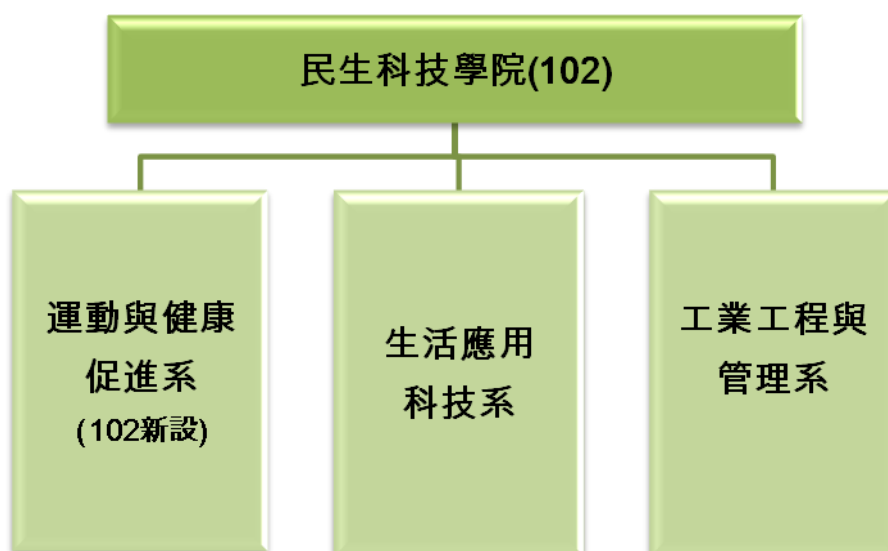 民生科技學院(102)
運動與健康
促進系
(102新設)
生活應用
科技系
工業工程與
管理系